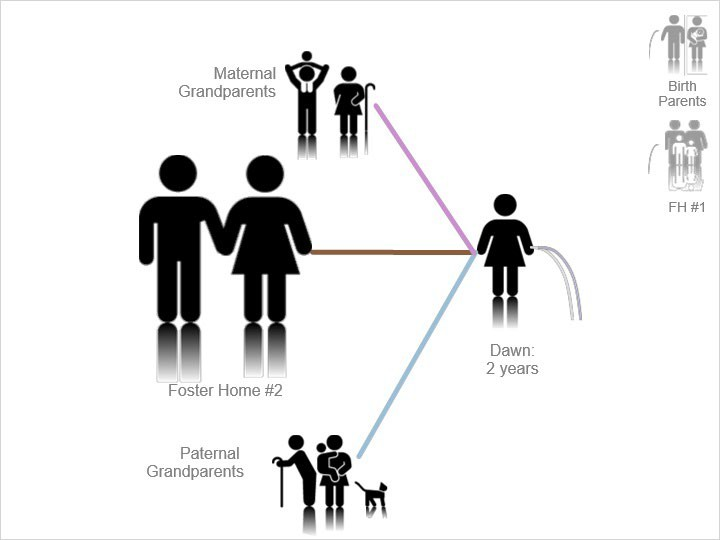 Maternal
Grandparents
Birth
Parents
FH #1
Dawn:
2 years
Foster Home #2
Paternal
Grandparents